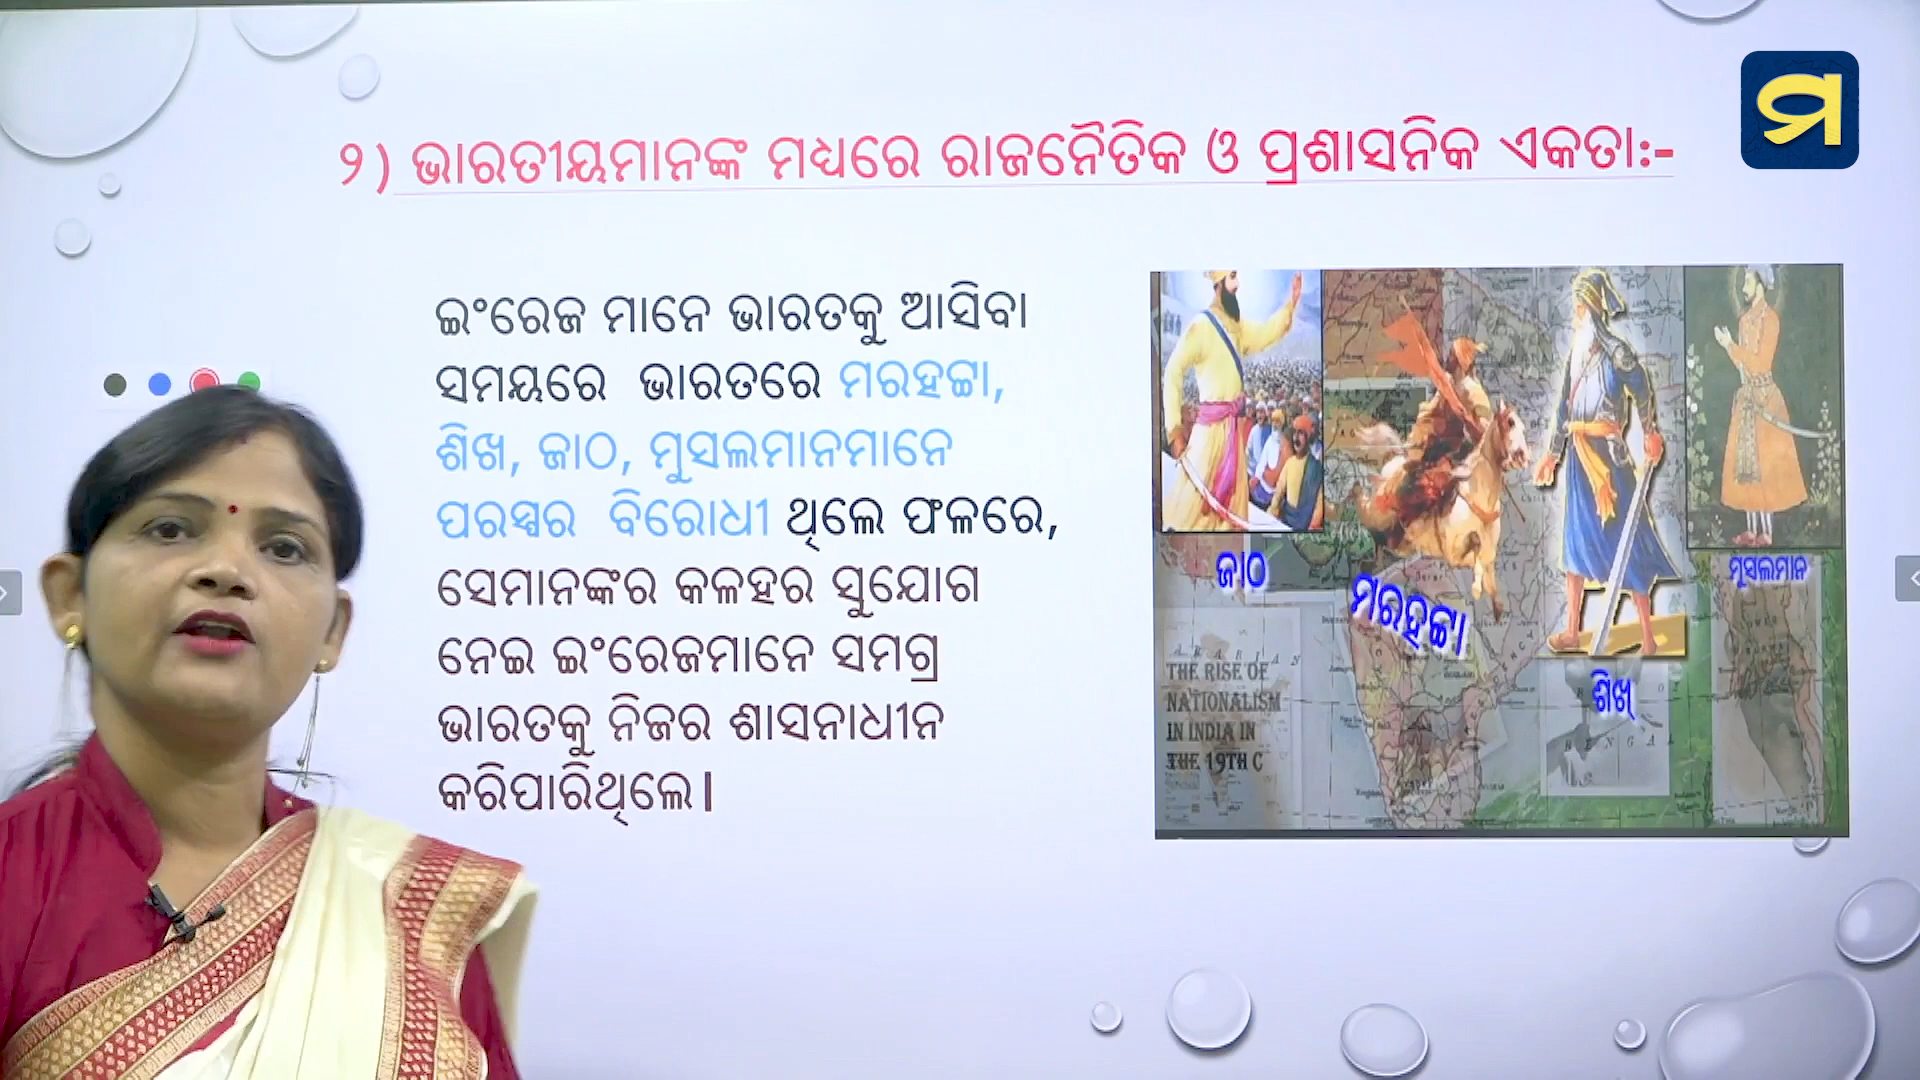 ମ
୨) ଭାରତୀୟମାନଙ୍କ ମଧ୍ୟରେ ରାଜନୈତିକ ଓ ପ୍ରଶାସନିକ ଏକତା:-
ଇଂରେଜ ମାନେ ଭାରତକୁ ଆସିବା
ସମୟରେ ଭାରତରେ ମରହଟ୍ଟା,
ଶିଖ, ଜାଠ, ମୁସଲମାନମାନେ
ପରସ୍ପର ବିରୋଧୀ ଥିଲେ ଫଳରେ,
ସେମାନଙ୍କର କଳହର ସୁଯୋଗ
ନେଇ ଇଂରେଜମାନେ ସମଗ୍ର
ଭାରତକୁ ନିଜର ଶାସନାଧୀନ
କରିପାରିଥିଲେ।
ଜାଠ
ମରହଟ୍ଟା
ଶିଖ୍
ମୁସଲମାନ
THE RISE OF
NATIONALISM
IN INDIA IN
THE 19TH C